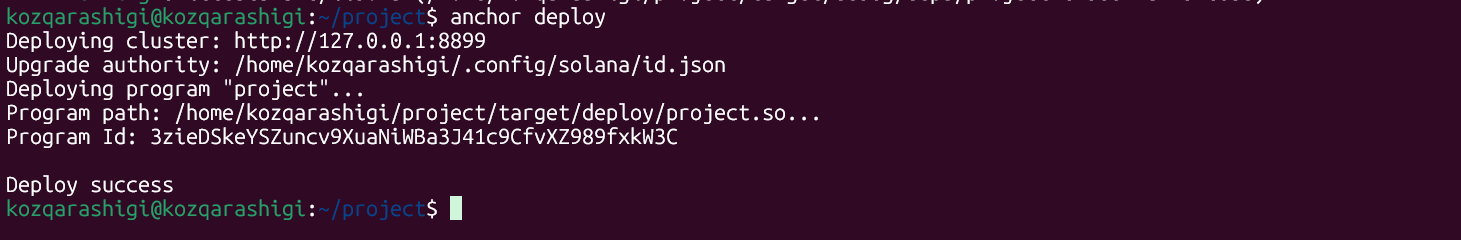 kozqarashigi@kozqarashigi:~/project$ anchor deploy
Deploying cluster: http://127.0.0.1:8899
Upgrade authority: /home/kozqarashigi/.config/solana/id.json
Deploying program "project"...
Program path: /home/kozqarashigi/project/target/deploy/project.so...
Program Id: 3zieDSkeYSZuncv9XuaNiWBa3J41c9CfvXZ989fxkW3C
Deploy success
kozqarashigi@kozqarashigi:~/project$